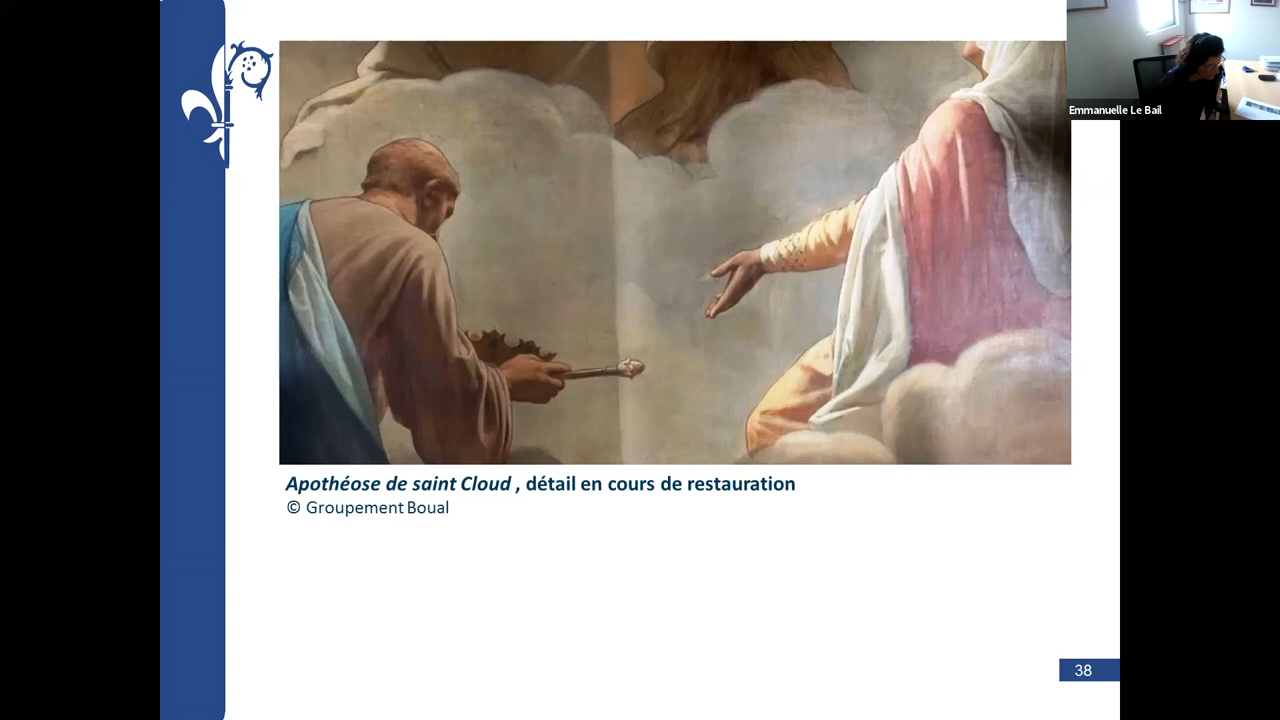 Emmanuelle Le Bail
Apothéose de saint Cloud , détail en cours de restauration
© Groupement Boual
38